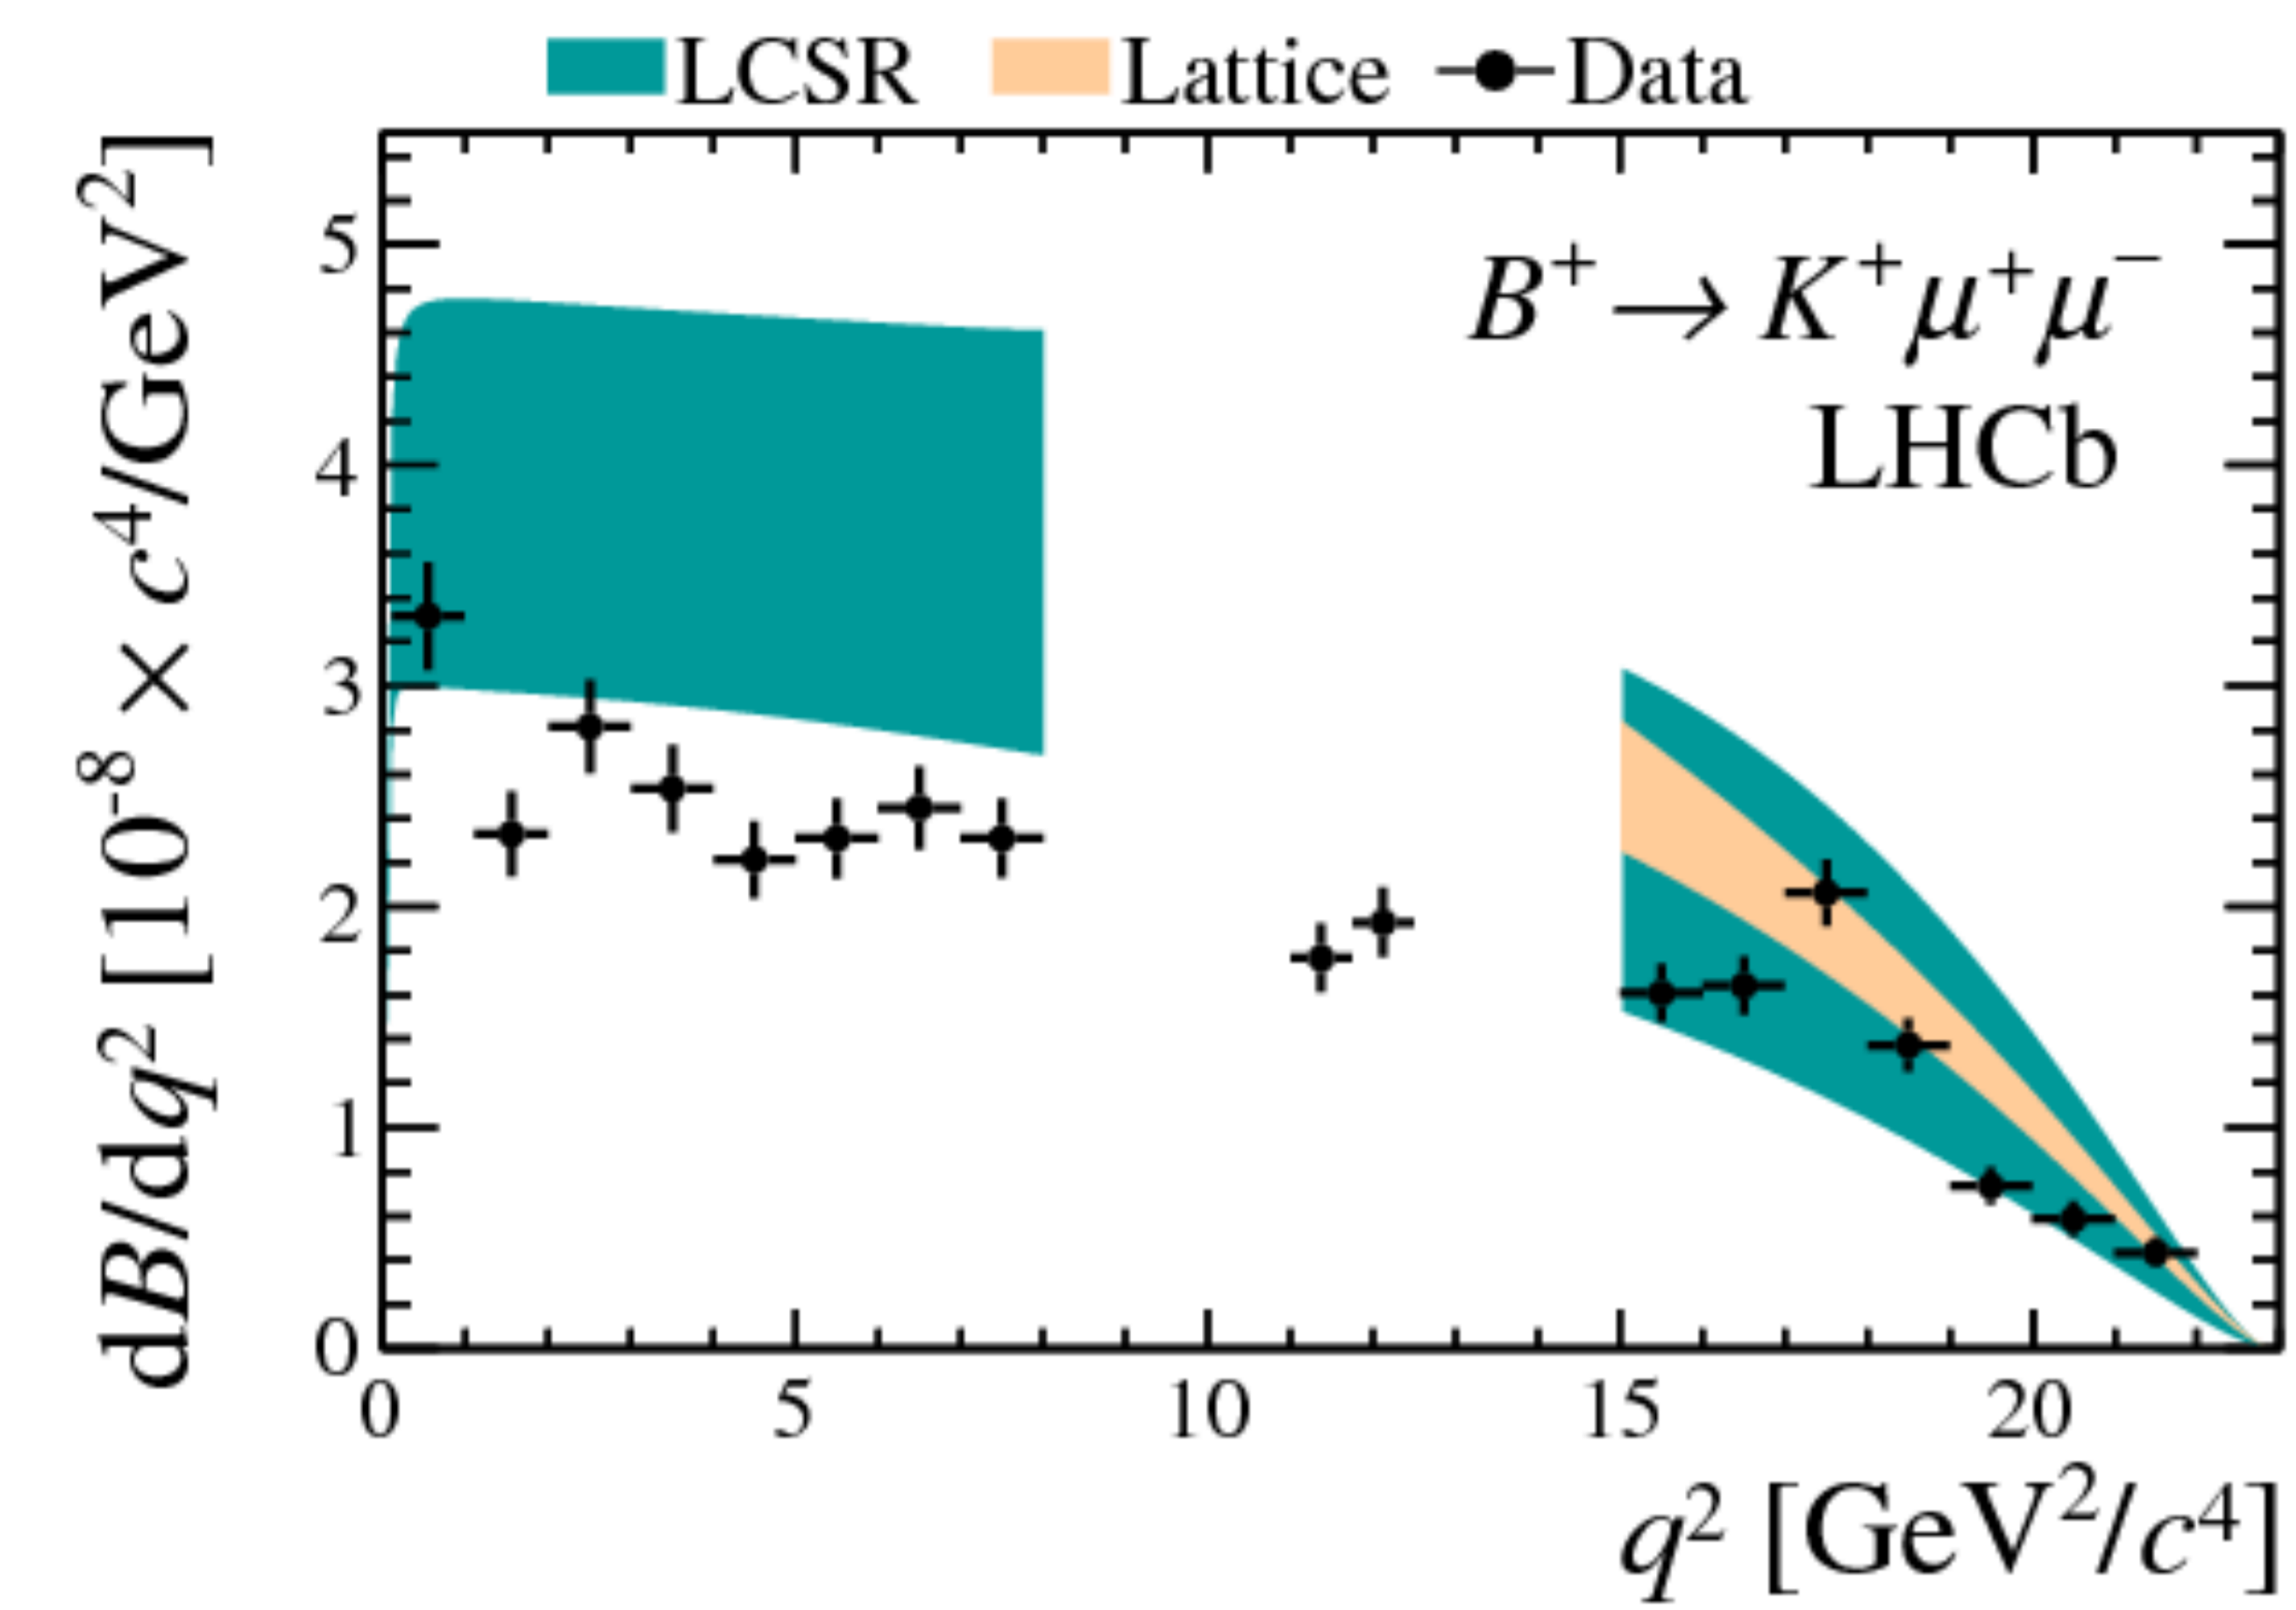 LCSR Lattice Data
dB/dq² [10⁻⁸ × c⁴/GeV²]
B⁺→K⁺μ⁺μ⁻
LHCb
5
4
3
2
1
0
0 5 10 15 20
q² [GeV²/c⁴]